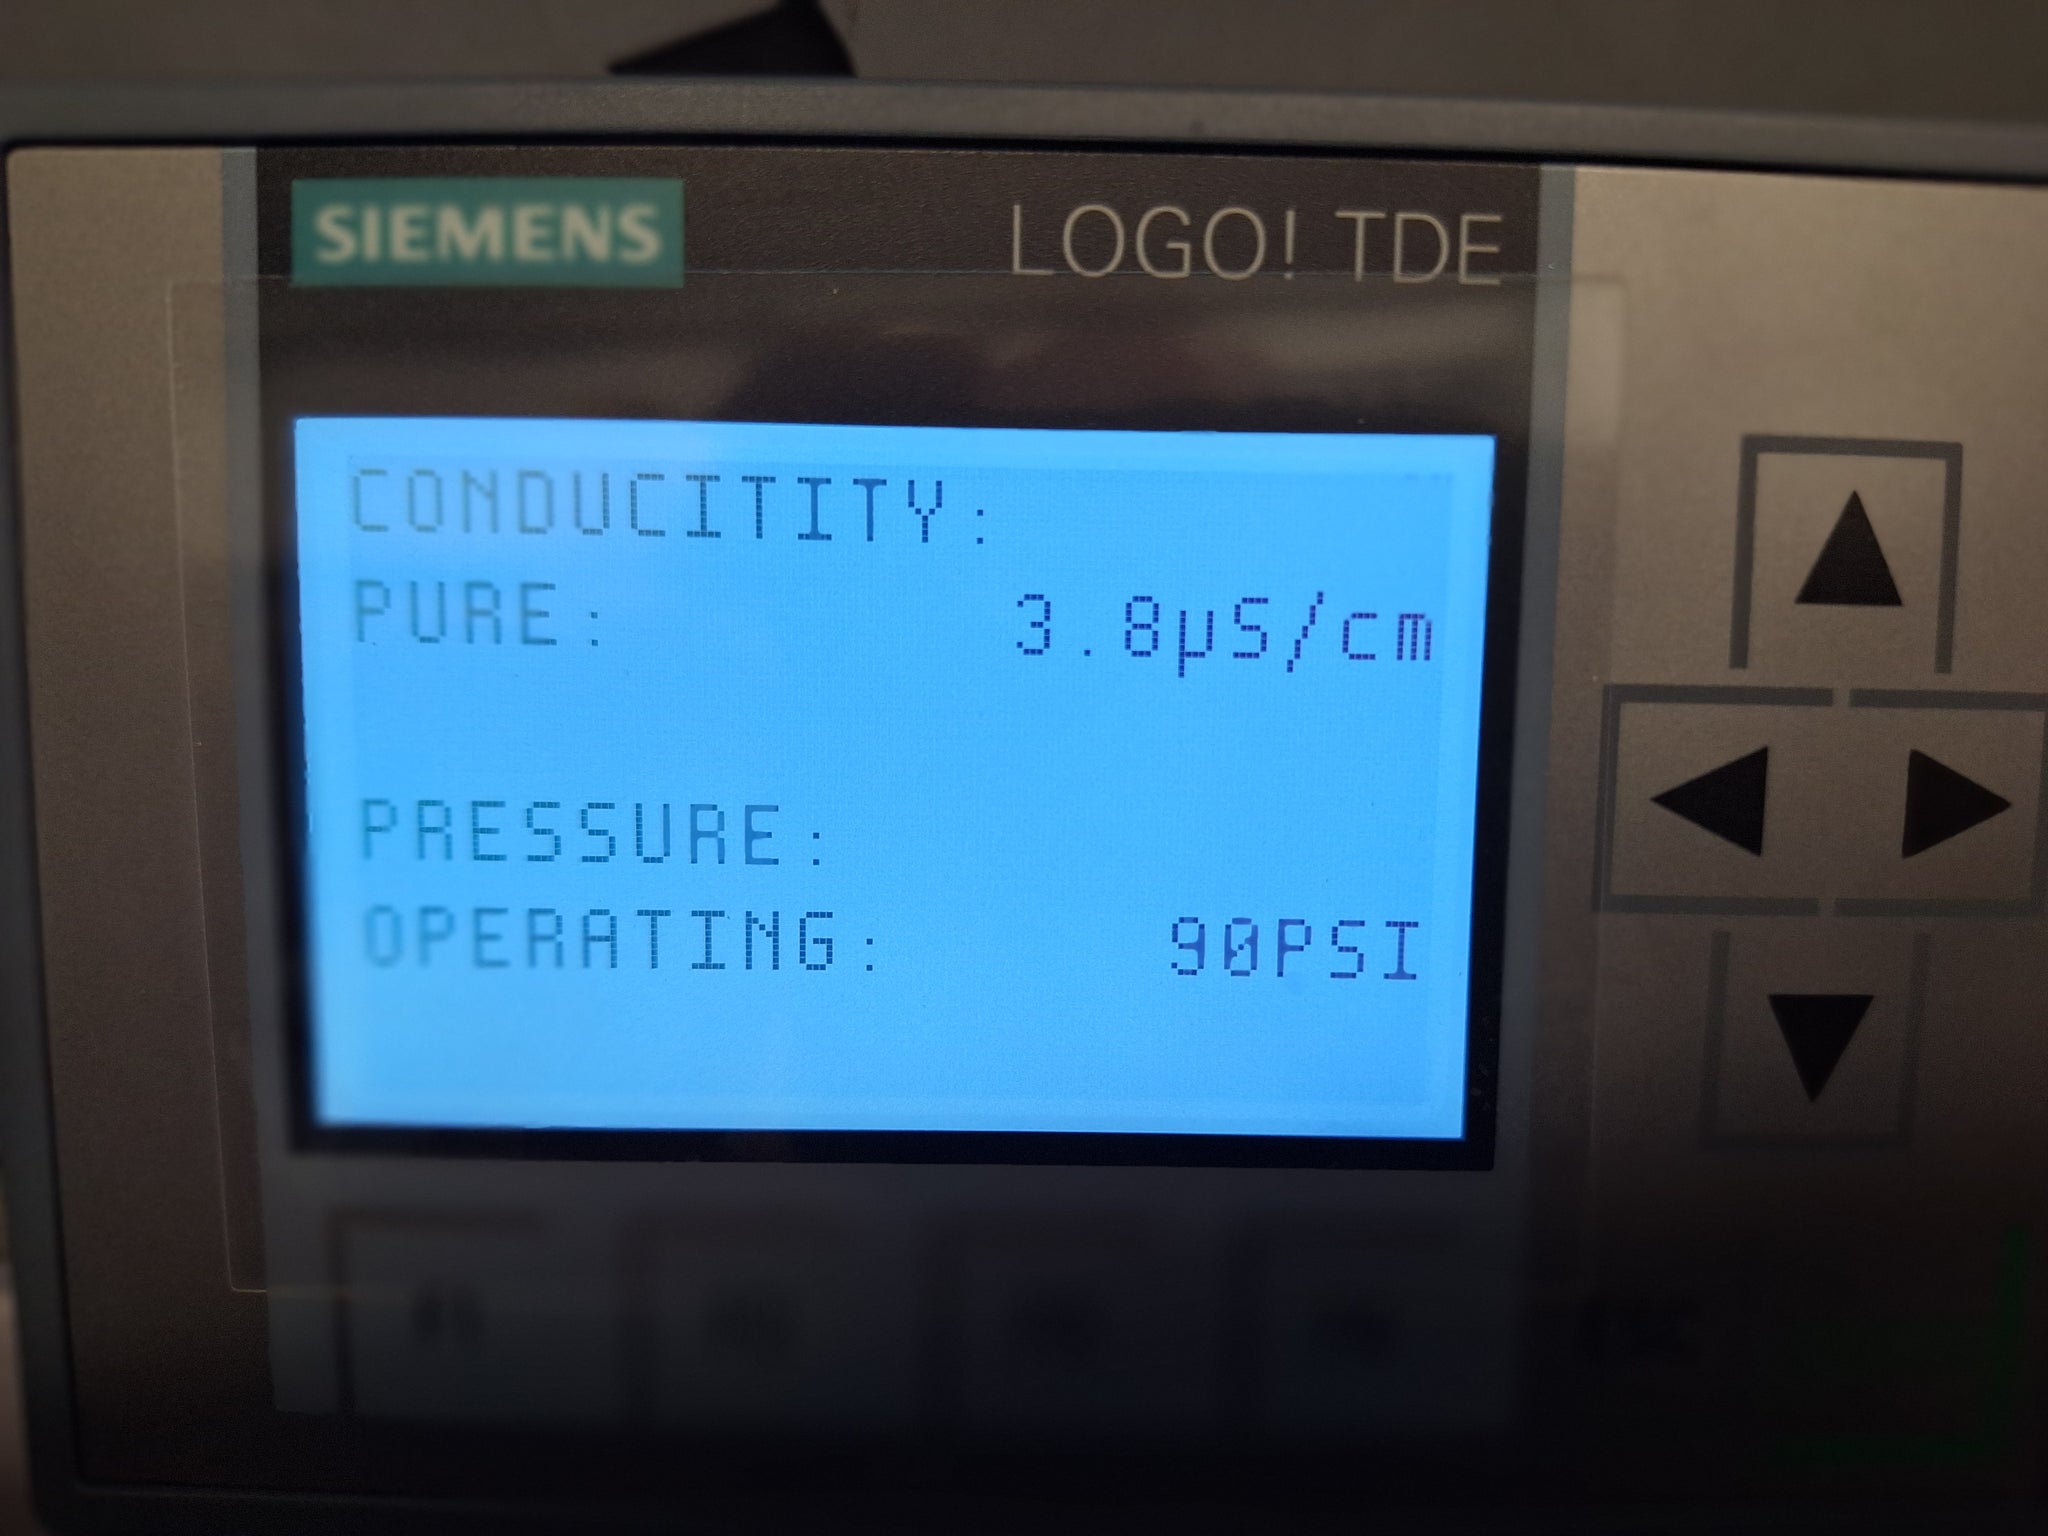 SIEMENS LOGO! TDE
CONDUCITITY:
PURE: 3.8µS/cm
PRESSURE:
OPERATING: 90PSI